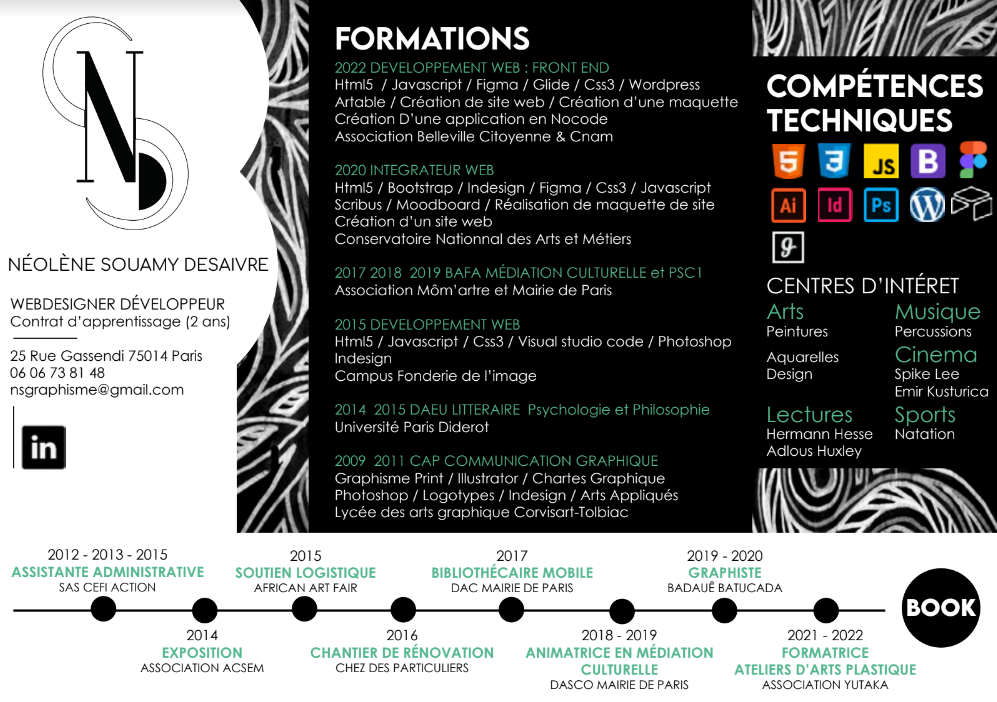 NS
NÉOLÈNE SOUAMY DESAIVRE
WEBDESIGNER DÉVELOPPEUR
Contrat d'apprentissage (2 ans)
25 Rue Gassendi 75014 Paris
06 06 73 81 48
nsgraphisme@gmail.com
in
FORMATIONS
2022 DEVELOPPEMENT WEB : FRONT END
Html5 / Javascript / Figma / Glide / Css3 / Wordpress
Artable / Création de site web / Création d'une maquette
Création D'une application en Nocode
Association Belleville Citoyenne & Cnam
2020 INTEGRATEUR WEB
Html5 / Bootstrap / Indesign / Figma / Css3 / Javascript
Scribus / Moodboard / Réalisation de maquette de site
Création d'un site web
Conservatoire Nationnal des Arts et Métiers
2017 2018 2019 BAFA MÉDIATION CULTURELLE et PSC1
Association Môm'artre et Mairie de Paris
2015 DEVELOPPEMENT WEB
Html5 / Javascript / Css3 / Visual studio code / Photoshop
Indesign
Campus Fonderie de l'image
2014 2015 DAEU LITTERAIRE Psychologie et Philosophie
Université Paris Diderot
2009 2011 CAP COMMUNICATION GRAPHIQUE
Graphisme Print / Illustrator / Chartes Graphique
Photoshop / Logotypes / Indesign / Arts Appliqués
Lycée des arts graphique Corvisart-Tolbiac
COMPÉTENCES
TECHNIQUES
5 3 JS B
Ai Id Ps W
g
CENTRES D'INTÉRET
Arts
Peintures
Aquarelles
Design
Musique
Percussions
Cinema
Spike Lee
Emir Kusturica
Lectures
Hermann Hesse
Adlous Huxley
Sports
Natation
2012 - 2013 - 2015
ASSISTANTE ADMINISTRATIVE
SAS CEFI ACTION
2014
EXPOSITION
ASSOCIATION ACSEM
2015
SOUTIEN LOGISTIQUE
AFRICAN ART FAIR
2016
CHANTIER DE RÉNOVATION
CHEZ DES PARTICULIERS
2017
BIBLIOTHÉCAIRE MOBILE
DAC MAIRIE DE PARIS
2018 - 2019
ANIMATRICE EN MÉDIATION
CULTURELLE
DASCO MAIRIE DE PARIS
2019 - 2020
GRAPHISTE
BADAUÊ BATUCADA
2021 - 2022
FORMATRICE
ATELIERS D'ARTS PLASTIQUE
ASSOCIATION YUTAKA
BOOK